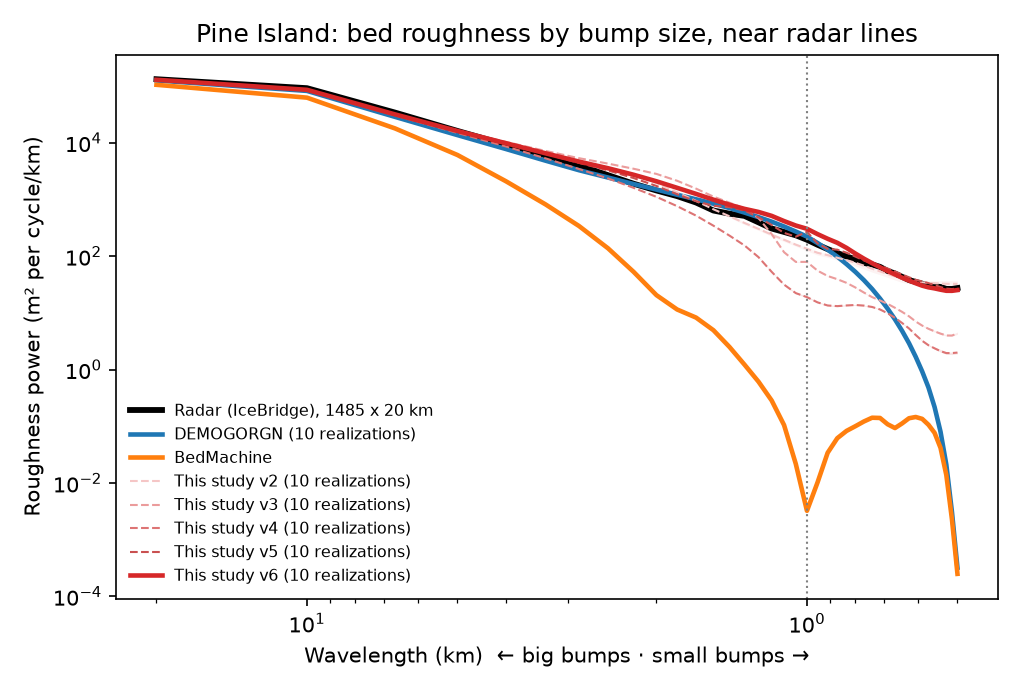 Pine Island: bed roughness by bump size, near radar lines
Roughness power (m² per cycle/km)
10⁴
10²
10⁰
10⁻²
10⁻⁴
Radar (IceBridge), 1485 x 20 km
DEMOGORGN (10 realizations)
BedMachine
This study v2 (10 realizations)
This study v3 (10 realizations)
This study v4 (10 realizations)
This study v5 (10 realizations)
This study v6 (10 realizations)
10¹
10⁰
Wavelength (km) ← big bumps · small bumps →